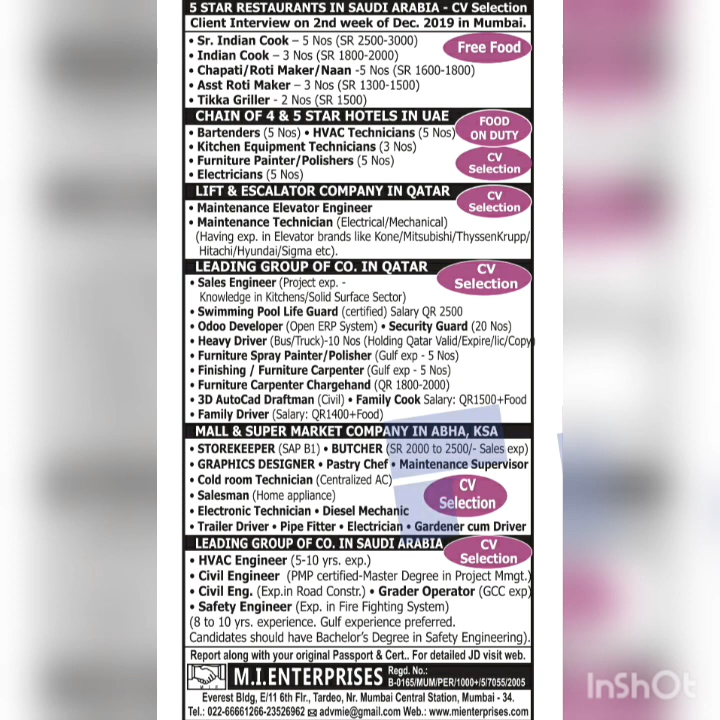 5 STAR RESTAURANTS IN SAUDI ARABIA - CV Selection
Client Interview on 2nd week of Dec. 2019 in Mumbai.
• Sr. Indian Cook – 5 Nos (SR 2500-3000)
Free Food
• Indian Cook – 3 Nos (SR 1800-2000)
• Chapati/Roti Maker/Naan -5 Nos (SR 1600-1800)
• Asst Roti Maker – 3 Nos (SR 1300-1500)
• Tikka Griller - 2 Nos (SR 1500)
CHAIN OF 4 & 5 STAR HOTELS IN UAE
FOOD
ON DUTY
• Bartenders (5 Nos) • HVAC Technicians (5 Nos)
• Kitchen Equipment Technicians (3 Nos)
• Furniture Painter/Polishers (5 Nos)
CV
Selection
• Electricians (5 Nos)
LIFT & ESCALATOR COMPANY IN QATAR
CV
Selection
• Maintenance Elevator Engineer
• Maintenance Technician (Electrical/Mechanical)
(Having exp. in Elevator brands like Kone/Mitsubishi/ThyssenKrupp/
Hitachi/Hyundai/Sigma etc).
LEADING GROUP OF CO. IN QATAR
CV
Selection
• Sales Engineer (Project exp. -
Knowledge in Kitchens/Solid Surface Sector)
• Swimming Pool Life Guard (certified) Salary QR 2500
• Odoo Developer (Open ERP System) • Security Guard (20 Nos)
• Heavy Driver (Bus/Truck)-10 Nos (Holding Qatar Valid/Expire/lic/Copy)
• Furniture Spray Painter/Polisher (Gulf exp - 5 Nos)
• Finishing / Furniture Carpenter (Gulf exp - 5 Nos)
• Furniture Carpenter Chargehand (QR 1800-2000)
• 3D AutoCad Draftman (Civil) • Family Cook Salary: QR1500+Food
• Family Driver (Salary: QR1400+Food)
MALL & SUPER MARKET COMPANY IN ABHA, KSA
• STOREKEEPER (SAP B1) • BUTCHER (SR 2000 to 2500/- Sales exp)
• GRAPHICS DESIGNER • Pastry Chef • Maintenance Supervisor
• Cold room Technician (Centralized AC)
CV
Selection
• Salesman (Home appliance)
• Electronic Technician • Diesel Mechanic
• Trailer Driver • Pipe Fitter • Electrician • Gardener cum Driver
LEADING GROUP OF CO. IN SAUDI ARABIA
CV
Selection
• HVAC Engineer (5-10 yrs. exp.)
• Civil Engineer (PMP certified-Master Degree in Project Mmgt.)
• Civil Eng. (Exp.in Road Constr.) • Grader Operator (GCC exp)
• Safety Engineer (Exp. in Fire Fighting System)
(8 to 10 yrs. experience. Gulf experience preferred.
Candidates should have Bachelor's Degree in Safety Engineering).
Report along with your original Passport & Cert.. For detailed JD visit web.
M.I.ENTERPRISES
Regd. No.:
B-0165/MUM/PER/1000+/5/7055/2005
Everest Bldg, E/11 6th Flr., Tardeo, Nr. Mumbai Central Station, Mumbai - 34.
Tel.: 022-66661266-23526962 ✉ advmie@gmail.com Web.: www.mienterprises.com
InShOt